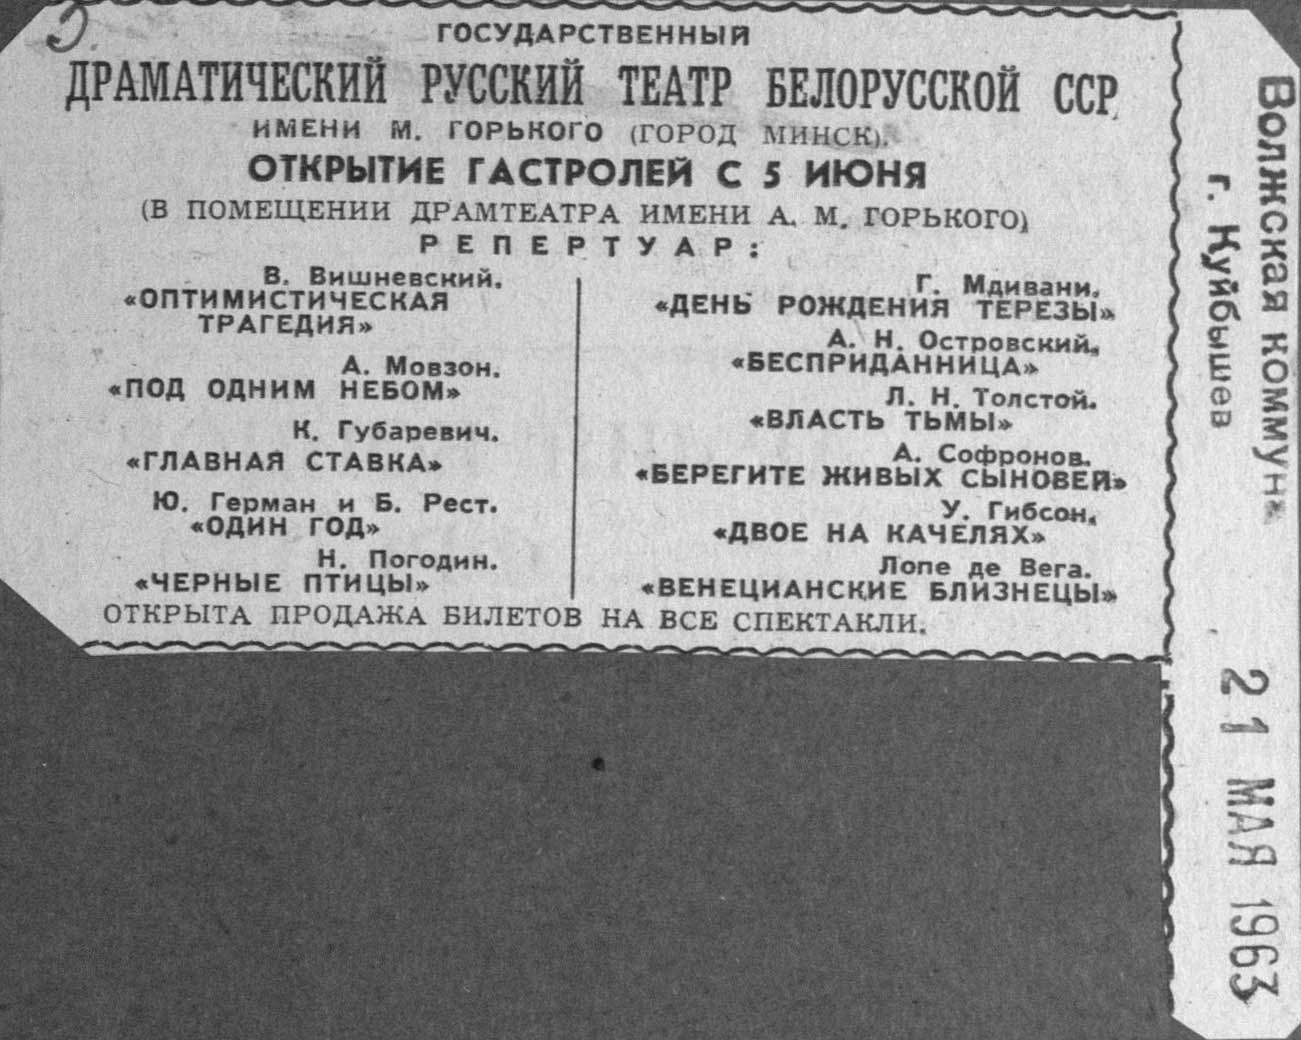 ГОСУДАРСТВЕННЫЙ
ДРАМАТИЧЕСКИЙ РУССКИЙ ТЕАТР БЕЛОРУССКОЙ ССР
ИМЕНИ М. ГОРЬКОГО (ГОРОД МИНСК).
ОТКРЫТИЕ ГАСТРОЛЕЙ С 5 ИЮНЯ
(В ПОМЕЩЕНИИ ДРАМТЕАТРА ИМЕНИ А. М. ГОРЬКОГО)
РЕПЕРТУАР:
В. Вишневский.
«ОПТИМИСТИЧЕСКАЯ
ТРАГЕДИЯ»
А. Мовзон.
«ПОД ОДНИМ НЕБОМ»
К. Губаревич.
«ГЛАВНАЯ СТАВКА»
Ю. Герман и Б. Рест.
«ОДИН ГОД»
Н. Погодин.
«ЧЕРНЫЕ ПТИЦЫ»
Г. Мдивани.
«ДЕНЬ РОЖДЕНИЯ ТЕРЕЗЫ»
А. Н. Островский.
«БЕСПРИДАННИЦА»
Л. Н. Толстой.
«ВЛАСТЬ ТЬМЫ»
А. Софронов.
«БЕРЕГИТЕ ЖИВЫХ СЫНОВЕЙ»
У. Гибсон.
«ДВОЕ НА КАЧЕЛЯХ»
Лопе де Вега.
«ВЕНЕЦИАНСКИЕ БЛИЗНЕЦЫ»
ОТКРЫТА ПРОДАЖА БИЛЕТОВ НА ВСЕ СПЕКТАКЛИ.
Волжская коммуна
г. Куйбышев
21 МАЯ 1963